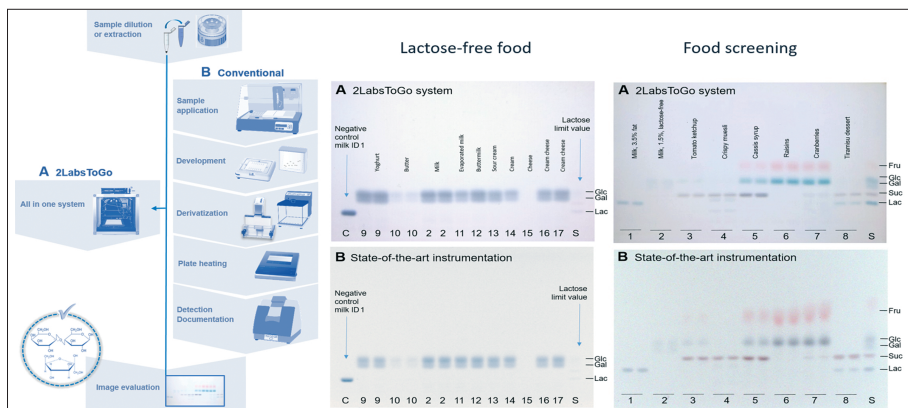 Sample dilution
or extraction
B Conventional
Sample
application
Development
Derivatization
Plate heating
Detection
Documentation
A 2LabsToGo
All in one system
Image evaluation
Lactose-free food
A 2LabsToGo system
Negative
control
milk ID 1
Yoghurt
Butter
Milk
Evaporated milk
Buttermilk
Sour cream
Cream
Cheese
Cream cheese
Cream cheese
Lactose
limit value
Glc
Gal
Lac
C 9 9 10 10 2 2 11 12 13 14 15 16 17 S
B State-of-the-art instrumentation
Negative
control
milk ID 1
Lactose
limit value
Glc
Gal
Lac
C 9 9 10 10 2 2 11 12 13 14 15 16 17 S
Food screening
A 2LabsToGo system
Milk, 3.5% fat
Milk, 1.5%, lactose-free
Tomato ketchup
Crispy muesli
Cassis syrup
Raisins
Cranberries
Tiramisu dessert
Fru
Glc
Gal
Suc
Lac
1 2 3 4 5 6 7 8 S
B State-of-the-art instrumentation
Fru
Glc
Gal
Suc
Lac
1 2 3 4 5 6 7 8 S